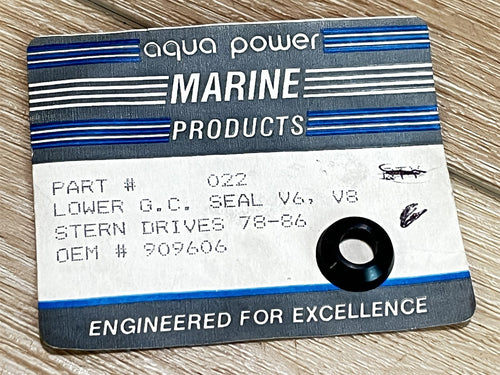 aqua power
MARINE
PRODUCTS
PART # 022
LOWER G.C. SEAL V6, V8
STERN DRIVES 78-86
OEM # 909606
ENGINEERED FOR EXCELLENCE